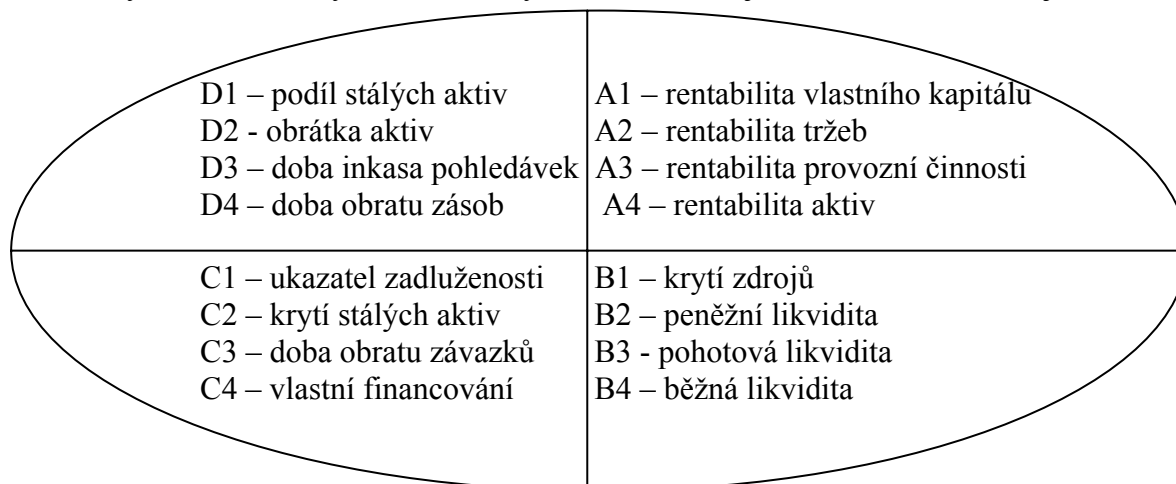 D1 – podíl stálých aktiv
D2 - obrátka aktiv
D3 – doba inkasa pohledávek
D4 – doba obratu zásob
A1 – rentabilita vlastního kapitálu
A2 – rentabilita tržeb
A3 – rentabilita provozní činnosti
A4 – rentabilita aktiv
C1 – ukazatel zadluženosti
C2 – krytí stálých aktiv
C3 – doba obratu závazků
C4 – vlastní financování
B1 – krytí zdrojů
B2 – peněžní likvidita
B3 - pohotová likvidita
B4 – běžná likvidita